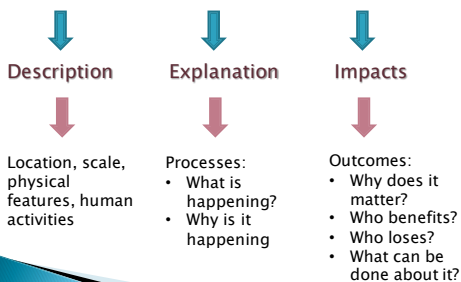 Description
Explanation
Impacts
Location, scale,
physical
features, human
activities
Processes:
• What is
happening?
• Why is it
happening
Outcomes:
• Why does it
matter?
• Who benefits?
• Who loses?
• What can be
done about it?